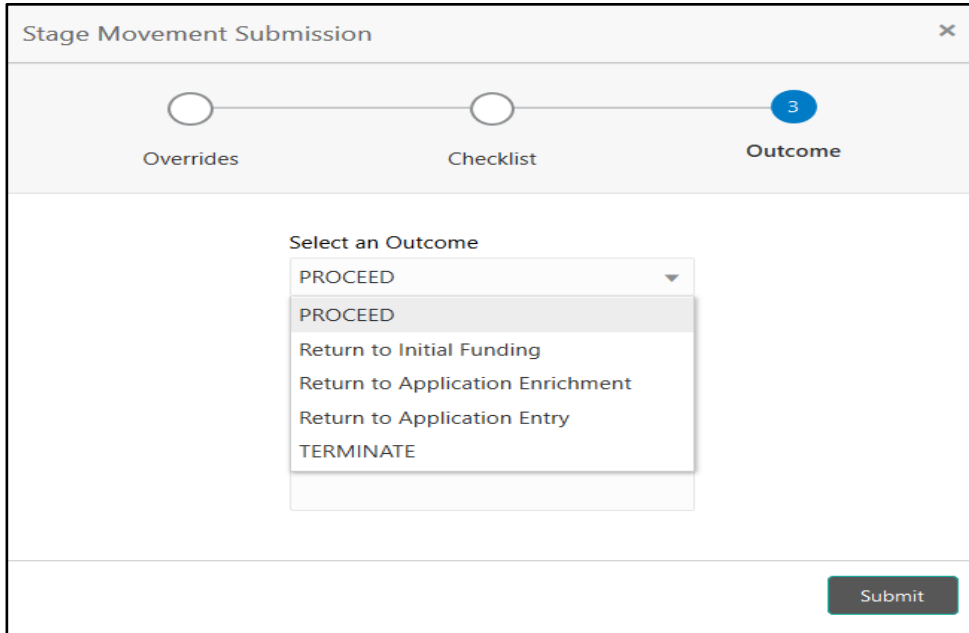 Stage Movement Submission ×
3
Overrides Checklist Outcome
Select an Outcome
PROCEED
PROCEED
Return to Initial Funding
Return to Application Enrichment
Return to Application Entry
TERMINATE
Submit